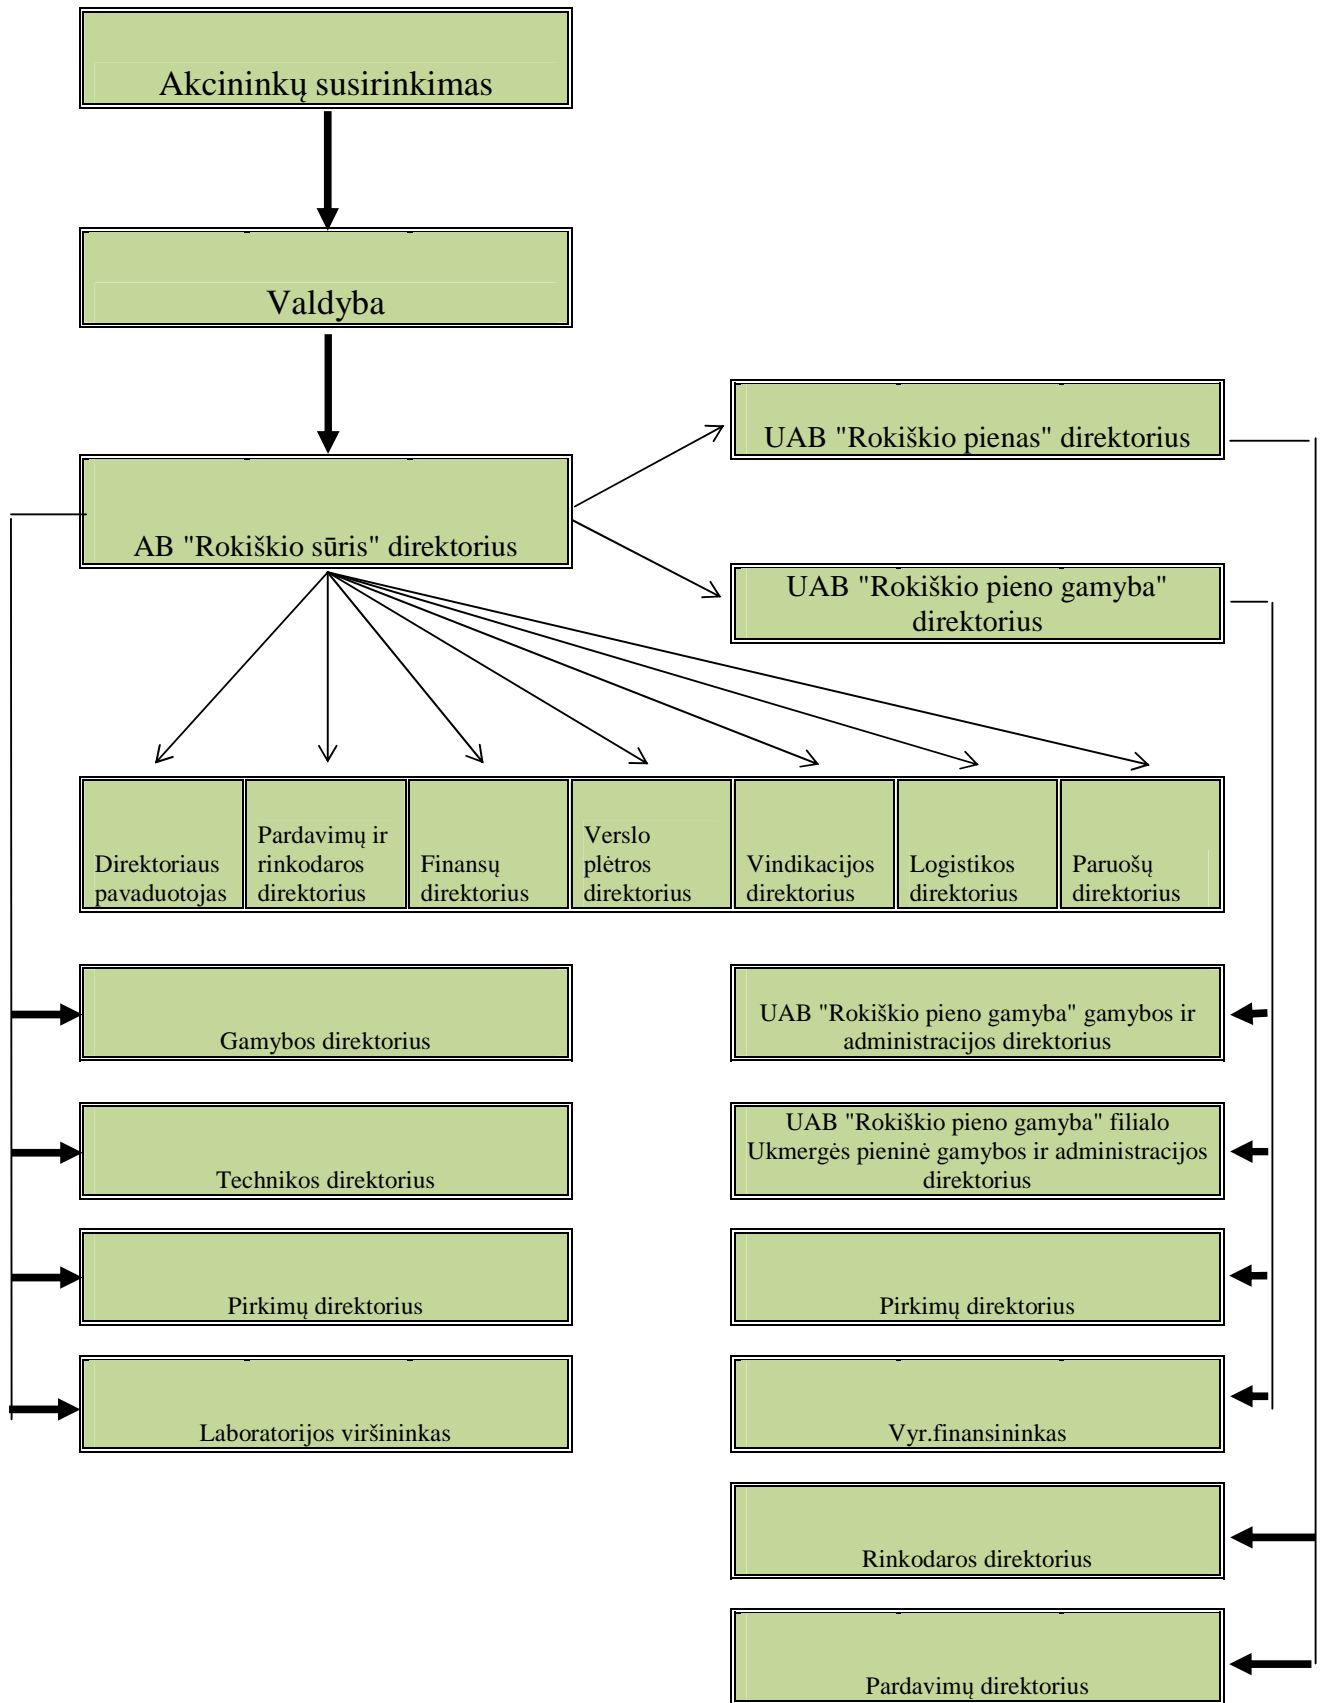 Akcininkų susirinkimas
Valdyba
UAB "Rokiškio pienas" direktorius
AB "Rokiškio sūris" direktorius
UAB "Rokiškio pieno gamyba"
direktorius
Direktoriaus
pavaduotojas
Pardavimų ir
rinkodaros
direktorius
Finansų
direktorius
Verslo
plėtros
direktorius
Vindikacijos
direktorius
Logistikos
direktorius
Paruošų
direktorius
Gamybos direktorius
UAB "Rokiškio pieno gamyba" gamybos ir
administracijos direktorius
Technikos direktorius
UAB "Rokiškio pieno gamyba" filialo
Ukmergės pieninė gamybos ir administracijos
direktorius
Pirkimų direktorius
Pirkimų direktorius
Laboratorijos viršininkas
Vyr.finansininkas
Rinkodaros direktorius
Pardavimų direktorius